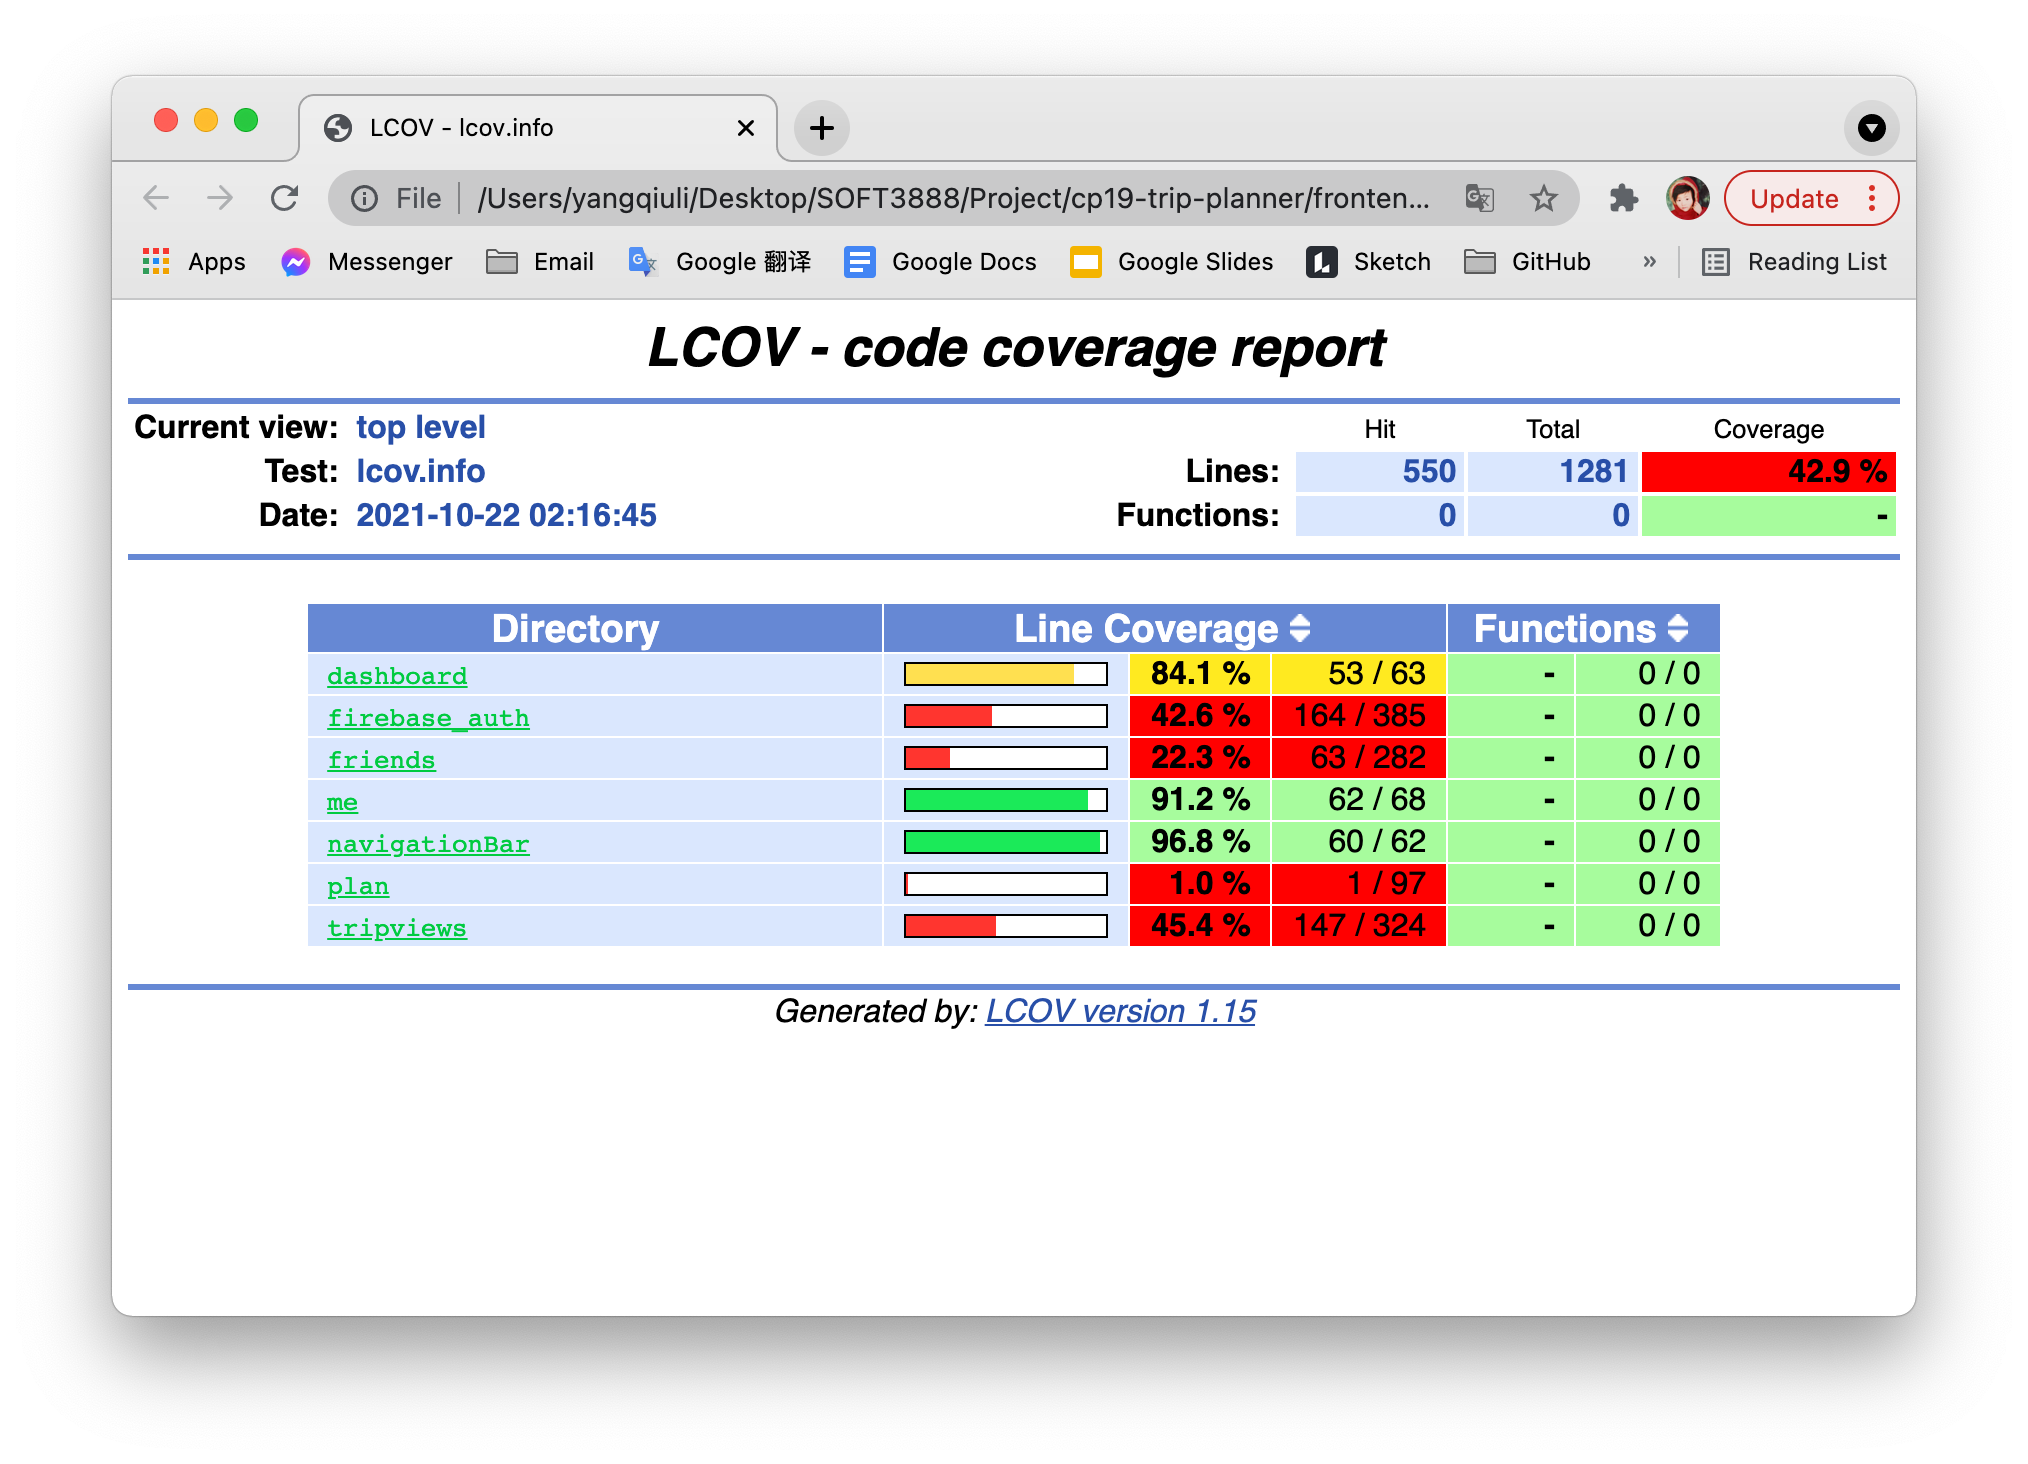 LCOV - lcov.info
File /Users/yangqiuli/Desktop/SOFT3888/Project/cp19-trip-planner/fronten... Update
Apps Messenger Email Google 翻译 Google Docs Google Slides Sketch GitHub » Reading List
LCOV - code coverage report
Current view: top level Hit Total Coverage
Test: lcov.info Lines: 550 1281 42.9 %
Date: 2021-10-22 02:16:45 Functions: 0 0 -
Directory Line Coverage Functions
dashboard 84.1 % 53 / 63 - 0 / 0
firebase_auth 42.6 % 164 / 385 - 0 / 0
friends 22.3 % 63 / 282 - 0 / 0
me 91.2 % 62 / 68 - 0 / 0
navigationBar 96.8 % 60 / 62 - 0 / 0
plan 1.0 % 1 / 97 - 0 / 0
tripviews 45.4 % 147 / 324 - 0 / 0
Generated by: LCOV version 1.15